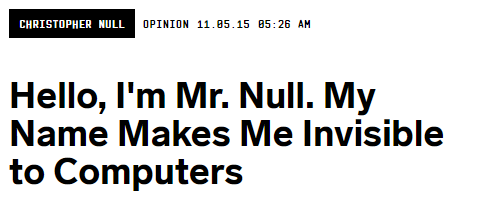 CHRISTOPHER NULL OPINION 11.05.15 05:26 AM
Hello, I'm Mr. Null. My
Name Makes Me Invisible
to Computers